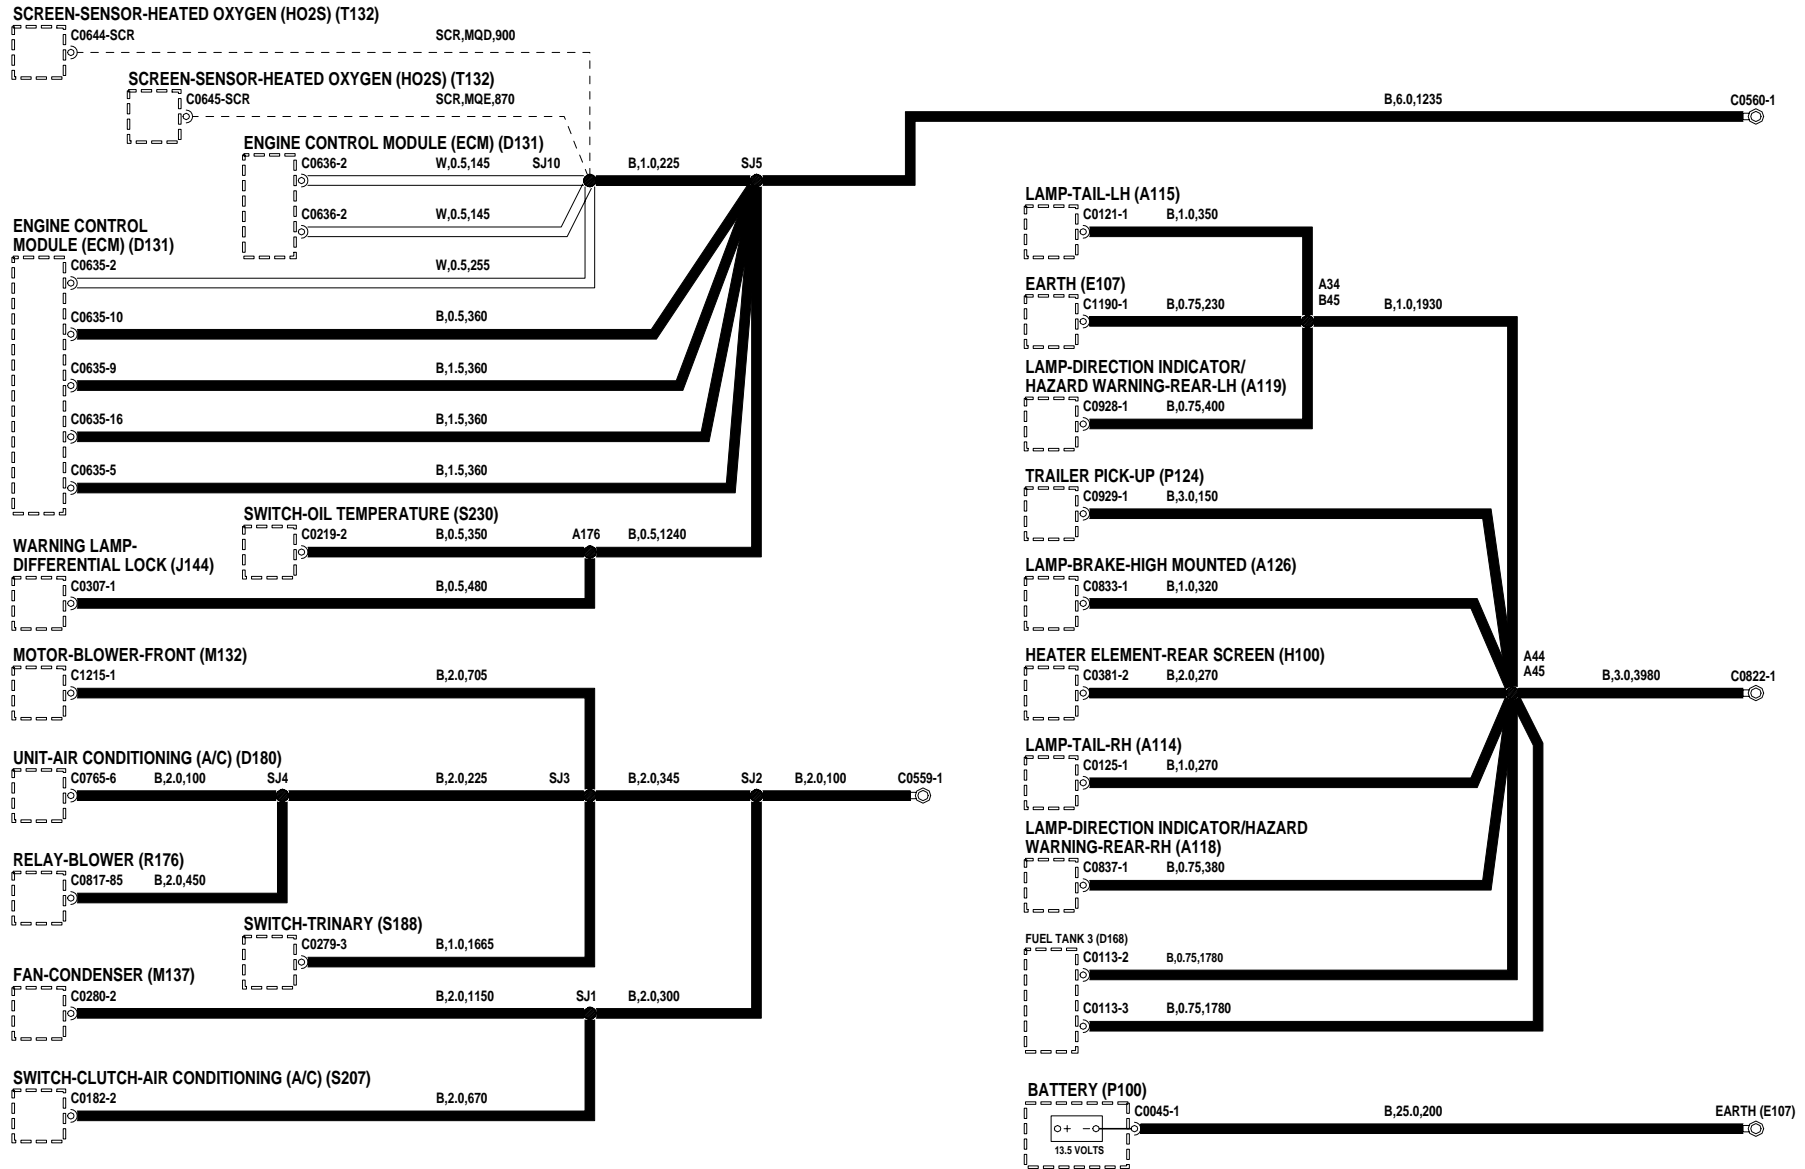 SCREEN-SENSOR-HEATED OXYGEN (HO2S) (T132)
C0644-SCR
SCR,MQD,900
SCREEN-SENSOR-HEATED OXYGEN (HO2S) (T132)
C0645-SCR
SCR,MQE,870
ENGINE CONTROL MODULE (ECM) (D131)
C0636-2
W,0.5,145
SJ10
B,1.0,225
SJ5
C0636-2
W,0.5,145
ENGINE CONTROL
MODULE (ECM) (D131)
C0635-2
W,0.5,255
C0635-10
B,0.5,360
C0635-9
B,1.5,360
C0635-16
B,1.5,360
C0635-5
B,1.5,360
SWITCH-OIL TEMPERATURE (S230)
C0219-2
B,0.5,350
A176
B,0.5,1240
WARNING LAMP-
DIFFERENTIAL LOCK (J144)
C0307-1
B,0.5,480
MOTOR-BLOWER-FRONT (M132)
C1215-1
B,2.0,705
UNIT-AIR CONDITIONING (A/C) (D180)
C0765-6
B,2.0,100
SJ4
B,2.0,225
SJ3
B,2.0,345
SJ2
B,2.0,100
C0559-1
RELAY-BLOWER (R176)
C0817-85
B,2.0,450
SWITCH-TRINARY (S188)
C0279-3
B,1.0,1665
FAN-CONDENSER (M137)
C0280-2
B,2.0,1150
SJ1
B,2.0,300
SWITCH-CLUTCH-AIR CONDITIONING (A/C) (S207)
C0182-2
B,2.0,670
B,6.0,1235
C0560-1
LAMP-TAIL-LH (A115)
C0121-1
B,1.0,350
EARTH (E107)
C1190-1
B,0.75,230
A34
B45
B,1.0,1930
LAMP-DIRECTION INDICATOR/
HAZARD WARNING-REAR-LH (A119)
C0928-1
B,0.75,400
TRAILER PICK-UP (P124)
C0929-1
B,3.0,150
LAMP-BRAKE-HIGH MOUNTED (A126)
C0833-1
B,1.0,320
HEATER ELEMENT-REAR SCREEN (H100)
C0381-2
B,2.0,270
A44
A45
B,3.0,3980
C0822-1
LAMP-TAIL-RH (A114)
C0125-1
B,1.0,270
LAMP-DIRECTION INDICATOR/HAZARD
WARNING-REAR-RH (A118)
C0837-1
B,0.75,380
FUEL TANK 3 (D168)
C0113-2
B,0.75,1780
C0113-3
B,0.75,1780
BATTERY (P100)
C0045-1
B,25.0,200
EARTH (E107)
+ −
13.5 VOLTS